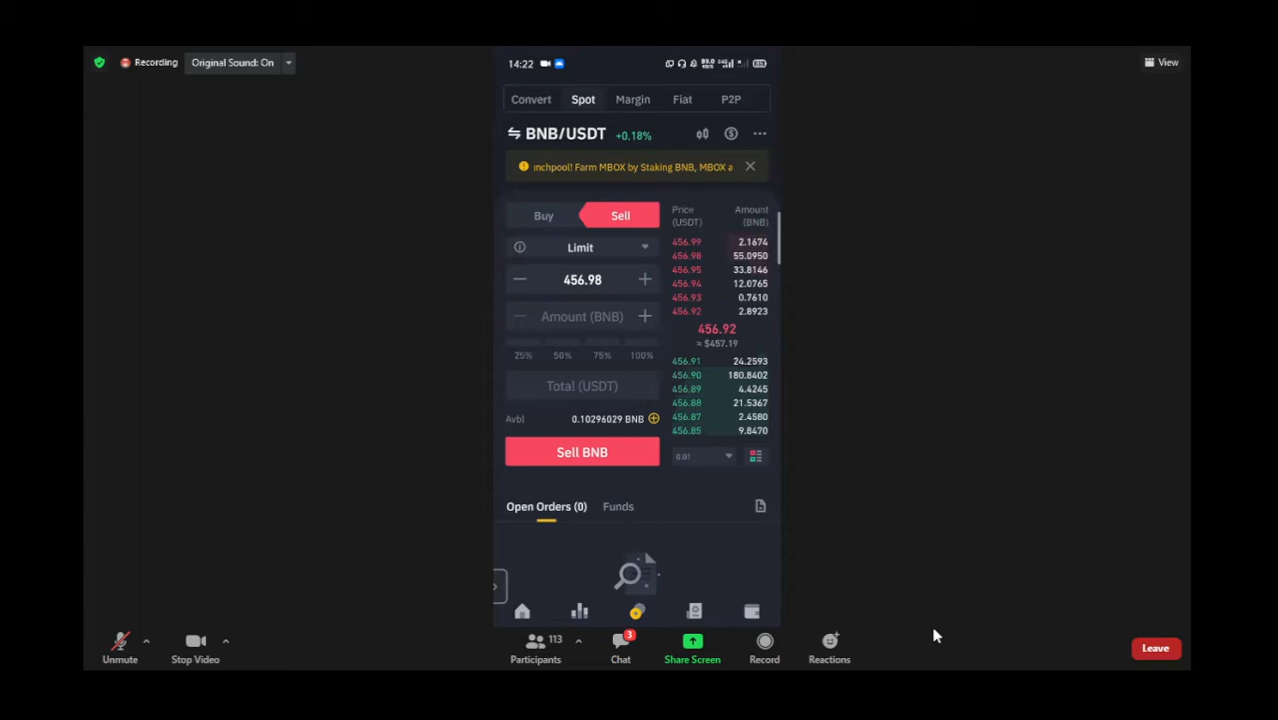 Recording
Original Sound: On
View
14:22
Convert Spot Margin Fiat P2P
BNB/USDT +0.18%
nchpool! Farm MBOX by Staking BNB, MBOX a
Buy Sell
Limit
456.98
Amount (BNB)
25% 50% 75% 100%
Total (USDT)
Avbl 0.10296029 BNB
Sell BNB
Price (USDT) Amount (BNB)
456.99 2.1674
456.98 55.0950
456.95 33.8146
456.94 12.0765
456.93 0.7610
456.92 2.8923
456.92
≈ $457.19
456.91 24.2593
456.90 180.8402
456.89 4.4245
456.88 21.5367
456.87 2.4580
456.85 9.8470
0.01
Open Orders (0) Funds
Unmute
Stop Video
Participants 113
Chat 3
Share Screen
Record
Reactions
Leave